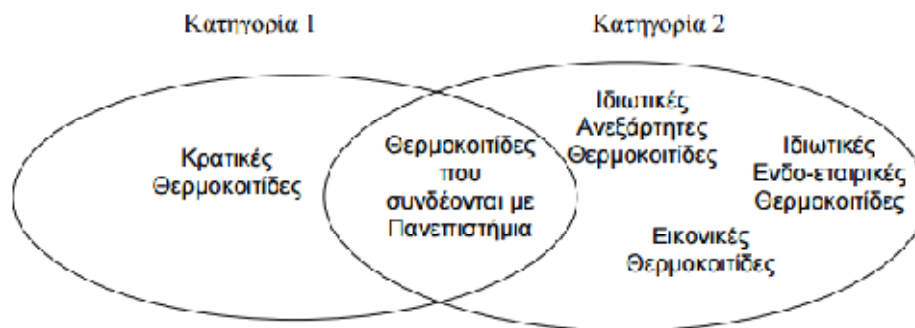 Κατηγορία 1
Κατηγορία 2
Κρατικές
Θερμοκοιτίδες
Θερμοκοιτίδες
που
συνδέονται με
Πανεπιστήμια
Ιδιωτικές
Ανεξάρτητες
Θερμοκοιτίδες
Ιδιωτικές
Ενδο-εταιρικές
Θερμοκοιτίδες
Εικονικές
Θερμοκοιτίδες